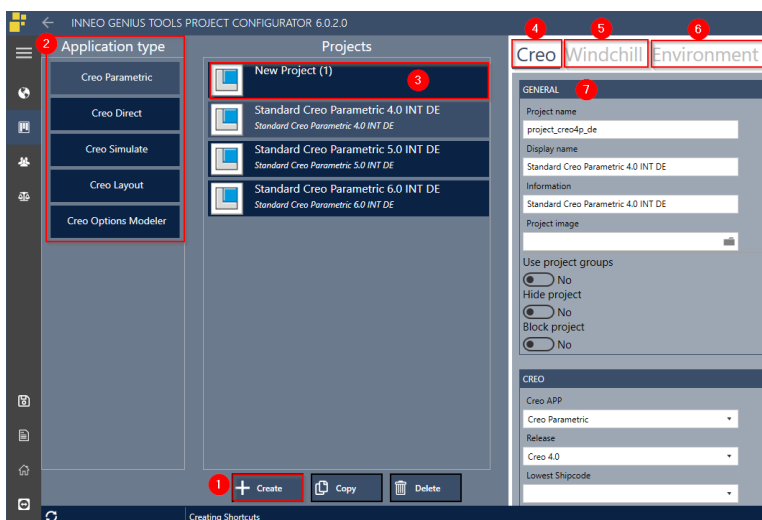 INNEO GENIUS TOOLS PROJECT CONFIGURATOR 6.0.2.0
2
Application type
Creo Parametric
Creo Direct
Creo Simulate
Creo Layout
Creo Options Modeler
Projects
New Project (1)
3
Standard Creo Parametric 4.0 INT DE
Standard Creo Parametric 4.0 INT DE
Standard Creo Parametric 5.0 INT DE
Standard Creo Parametric 5.0 INT DE
Standard Creo Parametric 6.0 INT DE
Standard Creo Parametric 6.0 INT DE
1
Create
Copy
Delete
4
5
6
Creo Windchill Environment
GENERAL
7
Project name
project_creo4p_de
Display name
Standard Creo Parametric 4.0 INT DE
Information
Standard Creo Parametric 4.0 INT DE
Project image
Use project groups
No
Hide project
No
Block project
No
CREO
Creo APP
Creo Parametric
Release
Creo 4.0
Lowest Shipcode
Creating Shortcuts